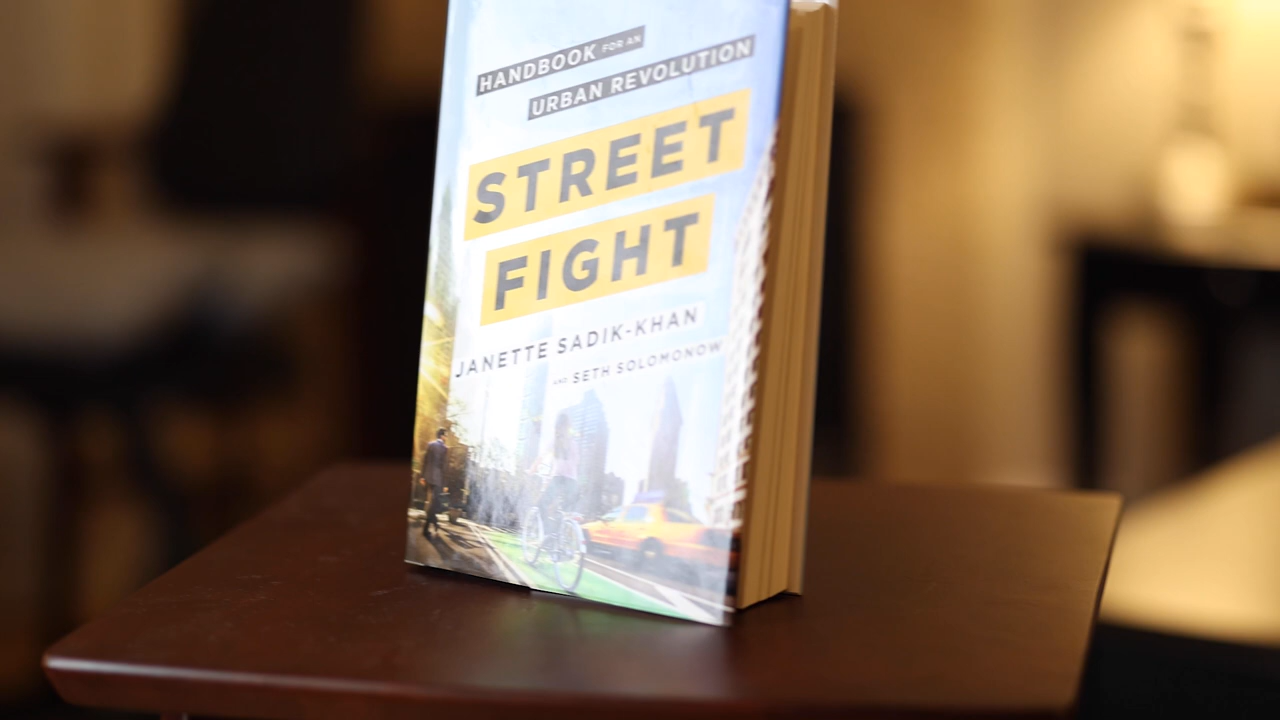 HANDBOOK FOR AN
URBAN REVOLUTION
STREET
FIGHT
JANETTE SADIK-KHAN
AND SETH SOLOMONOW